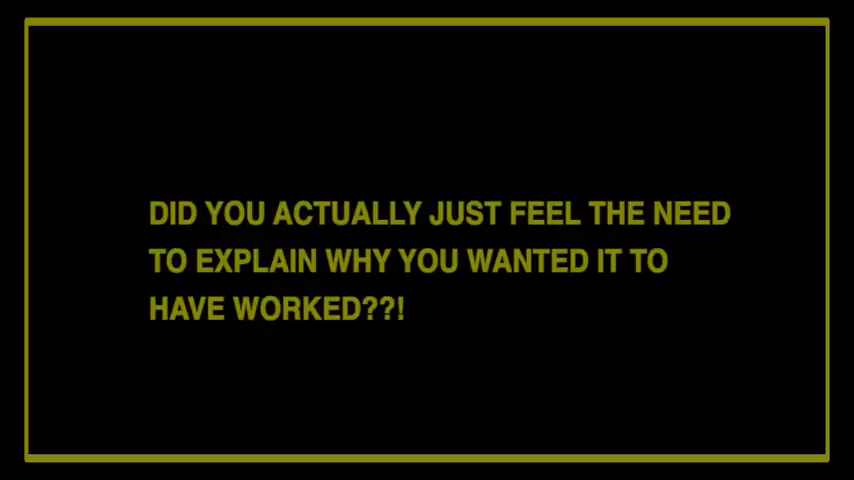 DID YOU ACTUALLY JUST FEEL THE NEED
TO EXPLAIN WHY YOU WANTED IT TO
HAVE WORKED??!